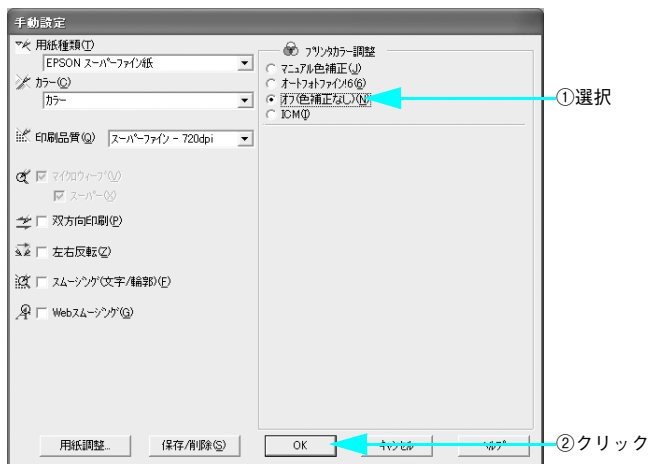 手動設定
用紙種類(T)
EPSON スーパーファイン紙
カラー(C)
カラー
印刷品質(Q) スーパーファイン - 720dpi
マイクロウィーブ(V)
スーパー(X)
双方向印刷(P)
左右反転(Z)
スムージング(文字/輪郭)(F)
Webスムージング(G)
プリンタカラー調整
マニュアル色補正(J)
オートフォトファイン!6(6)
オフ(色補正なし)(N)
ICM(I)
①選択
用紙調整...
保存/削除(S)
OK
キャンセル
ヘルプ
②クリック